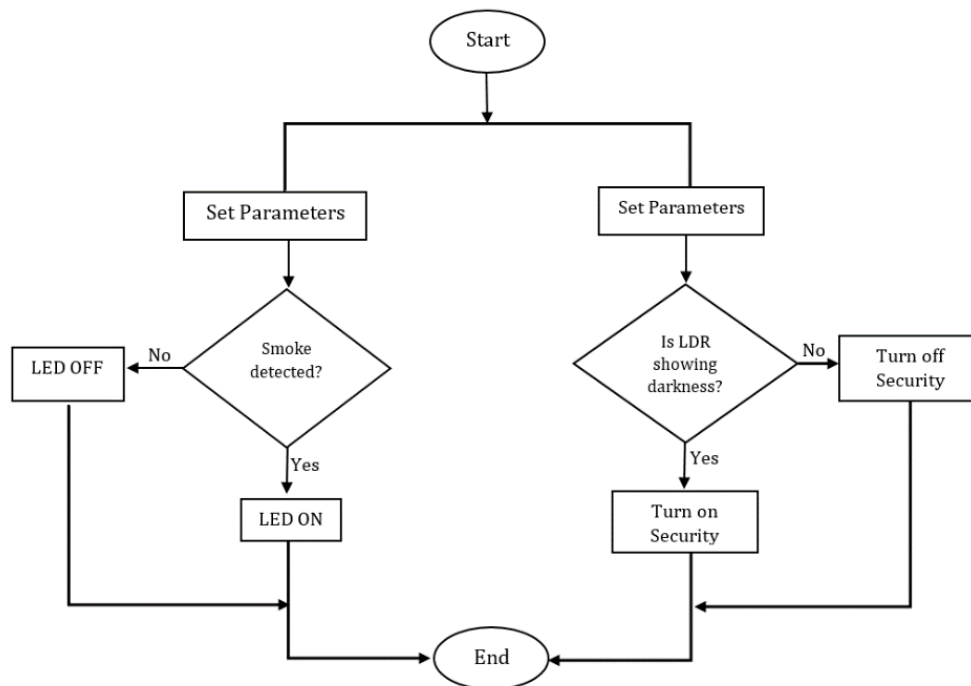 Start
Set Parameters
Set Parameters
Smoke
detected?
No
LED OFF
Yes
LED ON
Is LDR
showing
darkness?
No
Turn off
Security
Yes
Turn on
Security
End